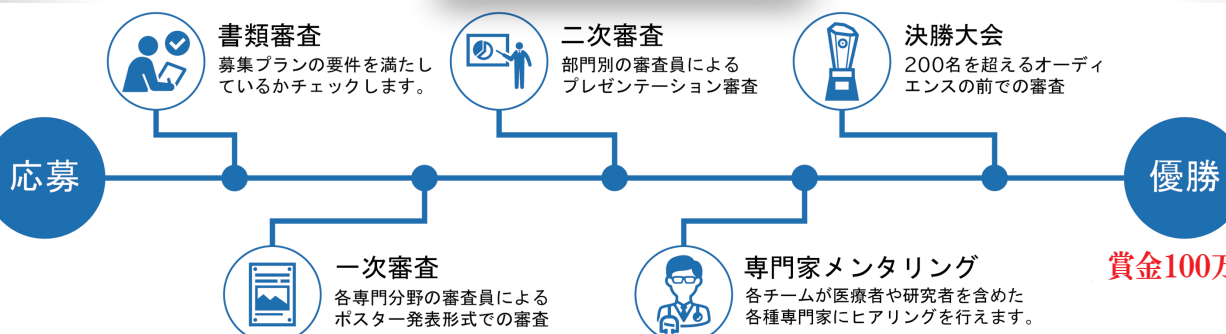 応募
書類審査
募集プランの要件を満たし
ているかチェックします。
一次審査
各専門分野の審査員による
ポスター発表形式での審査
二次審査
部門別の審査員による
プレゼンテーション審査
専門家メンタリング
各チームが医療者や研究者を含めた
各種専門家にヒアリングを行えます。
決勝大会
200名を超えるオーディ
エンスの前での審査
優勝
賞金100万